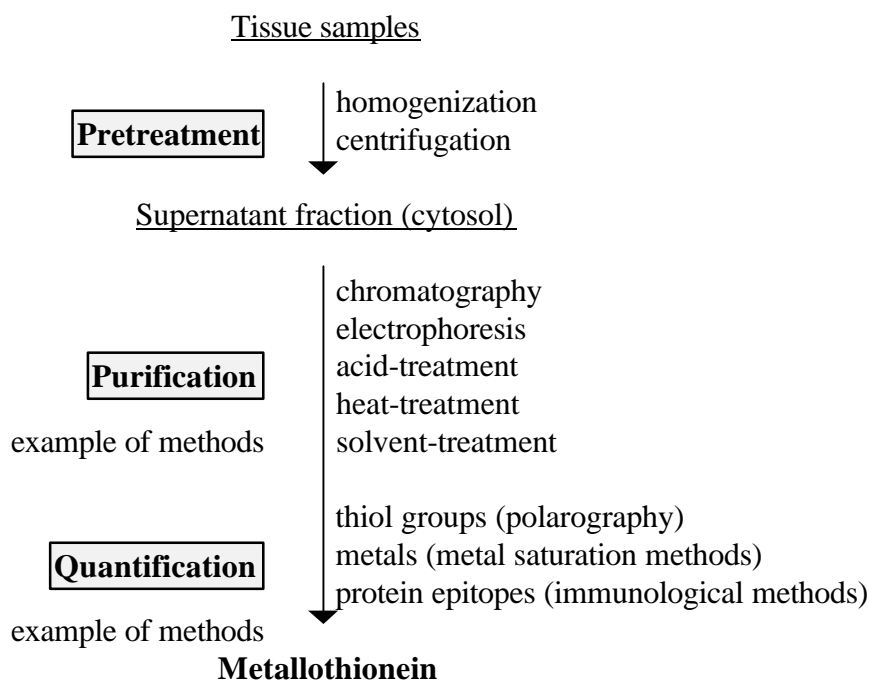 Tissue samples
homogenization
Pretreatment
centrifugation
Supernatant fraction (cytosol)
chromatography
electrophoresis
acid-treatment
Purification
heat-treatment
example of methods
solvent-treatment
thiol groups (polarography)
metals (metal saturation methods)
Quantification
protein epitopes (immunological methods)
example of methods
Metallothionein